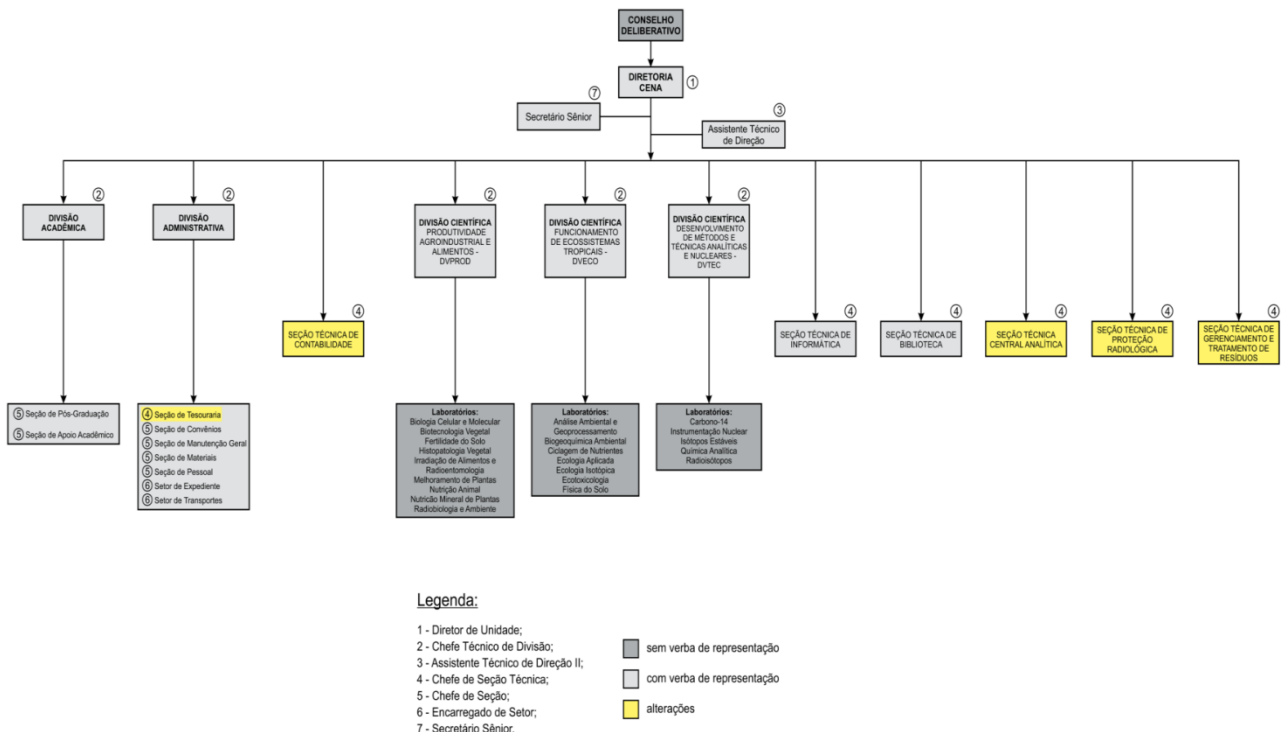 CONSELHO
DELIBERATIVO
DIRETORIA
CENA
1
7
Secretário Sênior
3
Assistente Técnico
de Direção
2
DIVISÃO
ACADÊMICA
2
DIVISÃO
ADMINISTRATIVA
4
SEÇÃO TÉCNICA DE
CONTABILIDADE
2
DIVISÃO CIENTÍFICA
PRODUTIVIDADE
AGROINDUSTRIAL E
ALIMENTOS -
DVPROD
2
DIVISÃO CIENTÍFICA
FUNCIONAMENTO
DE ECOSSISTEMAS
TROPICAIS -
DVECO
2
DIVISÃO CIENTÍFICA
DESENVOLVIMENTO
DE MÉTODOS E
TÉCNICAS ANALÍTICAS
E NUCLEARES -
DVTEC
4
SEÇÃO TÉCNICA DE
INFORMÁTICA
4
SEÇÃO TÉCNICA DE
BIBLIOTECA
4
SEÇÃO TÉCNICA
CENTRAL ANALÍTICA
4
SEÇÃO TÉCNICA DE
PROTEÇÃO
RADIOLÓGICA
4
SEÇÃO TÉCNICA DE
GERENCIAMENTO E
TRATAMENTO DE
RESÍDUOS
5 Seção de Pós-Graduação
5 Seção de Apoio Acadêmico
4 Seção de Tesouraria
5 Seção de Convênios
5 Seção de Manutenção Geral
5 Seção de Materiais
5 Seção de Pessoal
6 Setor de Expediente
6 Setor de Transportes
Laboratórios:
Biologia Celular e Molecular
Biotecnologia Vegetal
Fertilidade do Solo
Histopatologia Vegetal
Irradiação de Alimentos e
Radioentomologia
Melhoramento de Plantas
Nutrição Animal
Nutricão Mineral de Plantas
Radiobiologia e Ambiente
Laboratórios:
Análise Ambiental e
Geoprocessamento
Biogeoquímica Ambiental
Ciclagem de Nutrientes
Ecologia Aplicada
Ecologia Isotópica
Ecotoxicologia
Física do Solo
Laboratórios:
Carbono-14
Instrumentação Nuclear
Isótopos Estáveis
Química Analítica
Radioisótopos
Legenda:
1 - Diretor de Unidade;
2 - Chefe Técnico de Divisão;
3 - Assistente Técnico de Direção II;
4 - Chefe de Seção Técnica;
5 - Chefe de Seção;
6 - Encarregado de Setor;
7 - Secretário Sênior.
sem verba de representação
com verba de representação
alterações